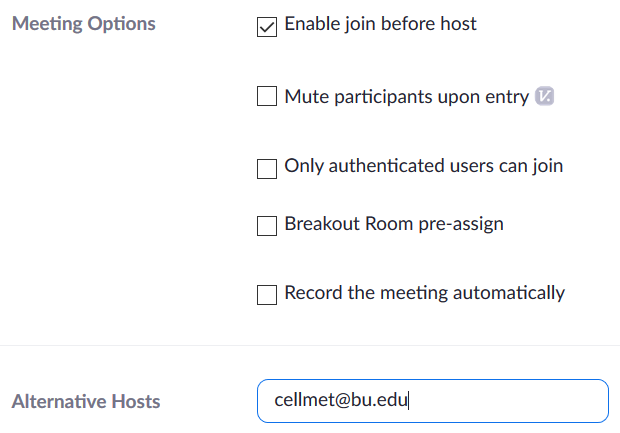 Meeting Options
Enable join before host
Mute participants upon entry
Only authenticated users can join
Breakout Room pre-assign
Record the meeting automatically
Alternative Hosts
cellmet@bu.edu